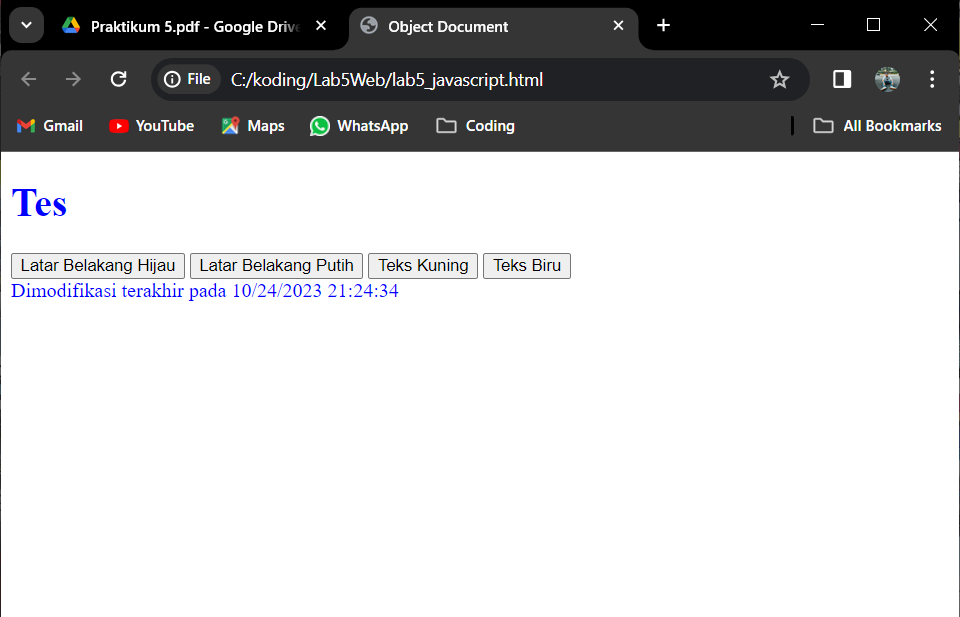 Praktikum 5.pdf - Google Drive
Object Document
File C:/koding/Lab5Web/lab5_javascript.html
Gmail YouTube Maps WhatsApp Coding All Bookmarks
Tes
Latar Belakang Hijau Latar Belakang Putih Teks Kuning Teks Biru
Dimodifikasi terakhir pada 10/24/2023 21:24:34